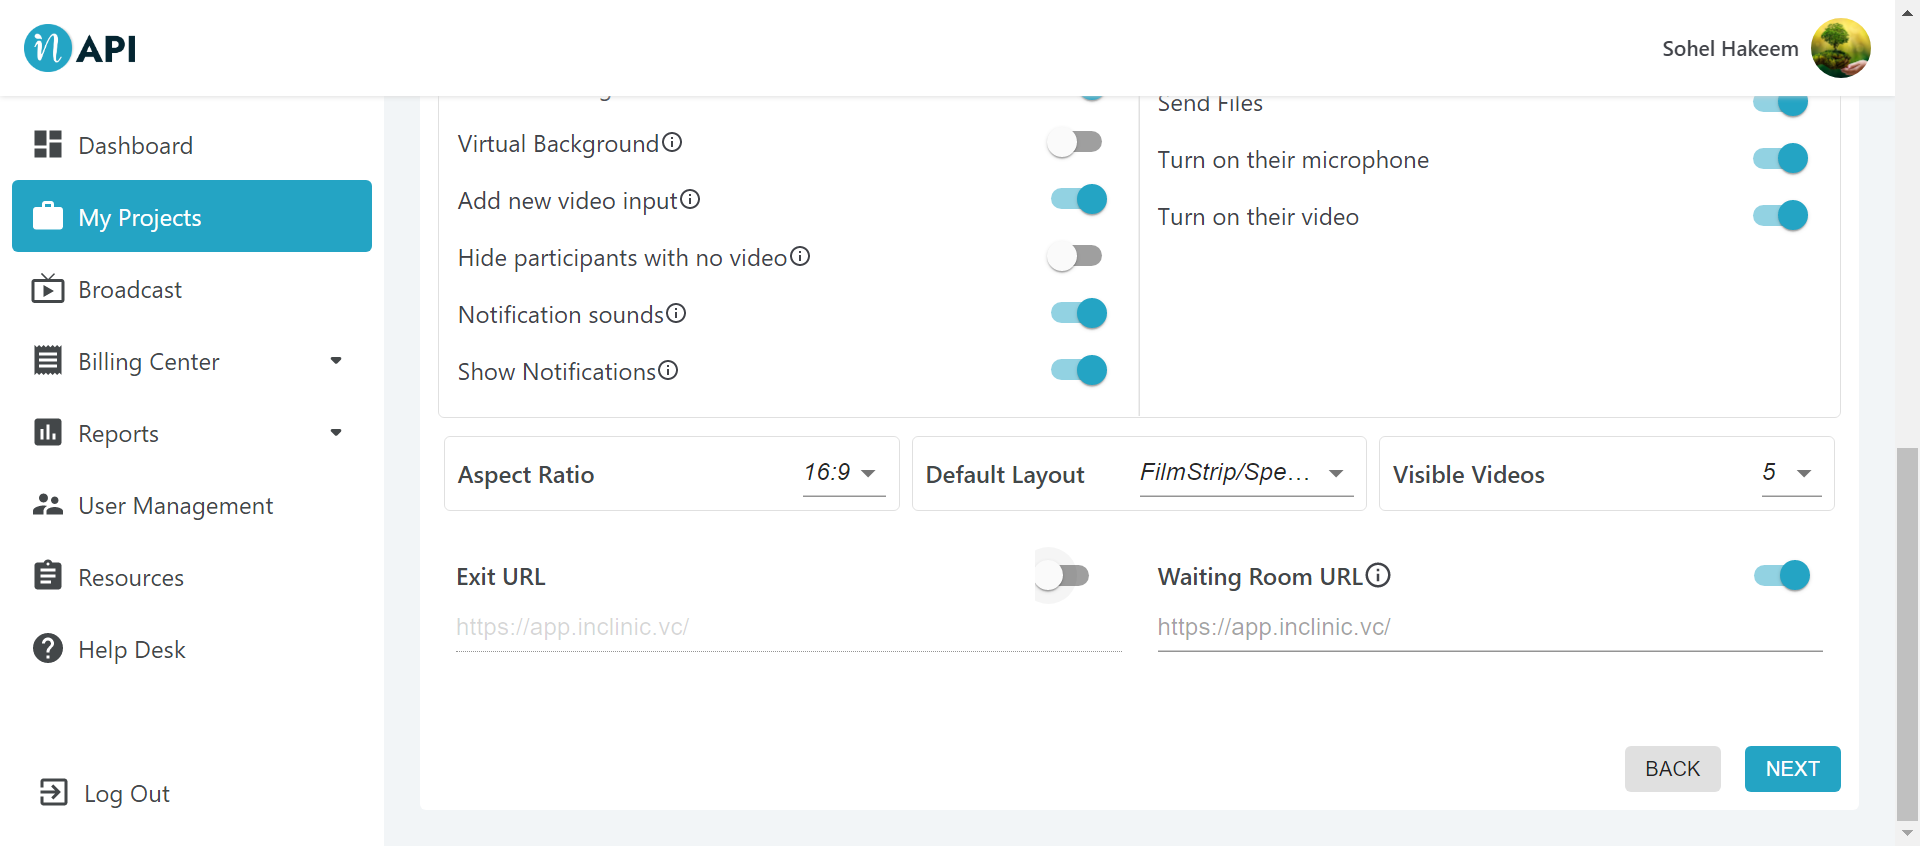 in API
Sohel Hakeem
Dashboard
My Projects
Broadcast
Billing Center
Reports
User Management
Resources
Help Desk
Log Out
Virtual Background
Add new video input
Hide participants with no video
Notification sounds
Show Notifications
Send Files
Turn on their microphone
Turn on their video
Aspect Ratio 16:9
Default Layout FilmStrip/Spe...
Visible Videos 5
Exit URL
https://app.inclinic.vc/
Waiting Room URL
https://app.inclinic.vc/
BACK NEXT